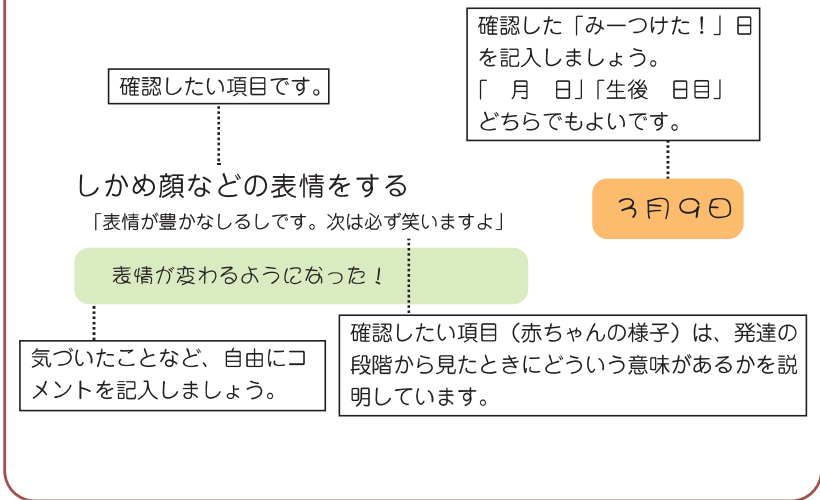 確認した「みーつけた！」日
を記入しましょう。
「　月　日」「生後　日目」
どちらでもよいです。
確認したい項目です。
しかめ顔などの表情をする
「表情が豊かなしるしです。次は必ず笑いますよ」
3月9日
表情が変わるようになった！
気づいたことなど、自由にコ
メントを記入しましょう。
確認したい項目（赤ちゃんの様子）は、発達の
段階から見たときにどういう意味があるかを説
明しています。